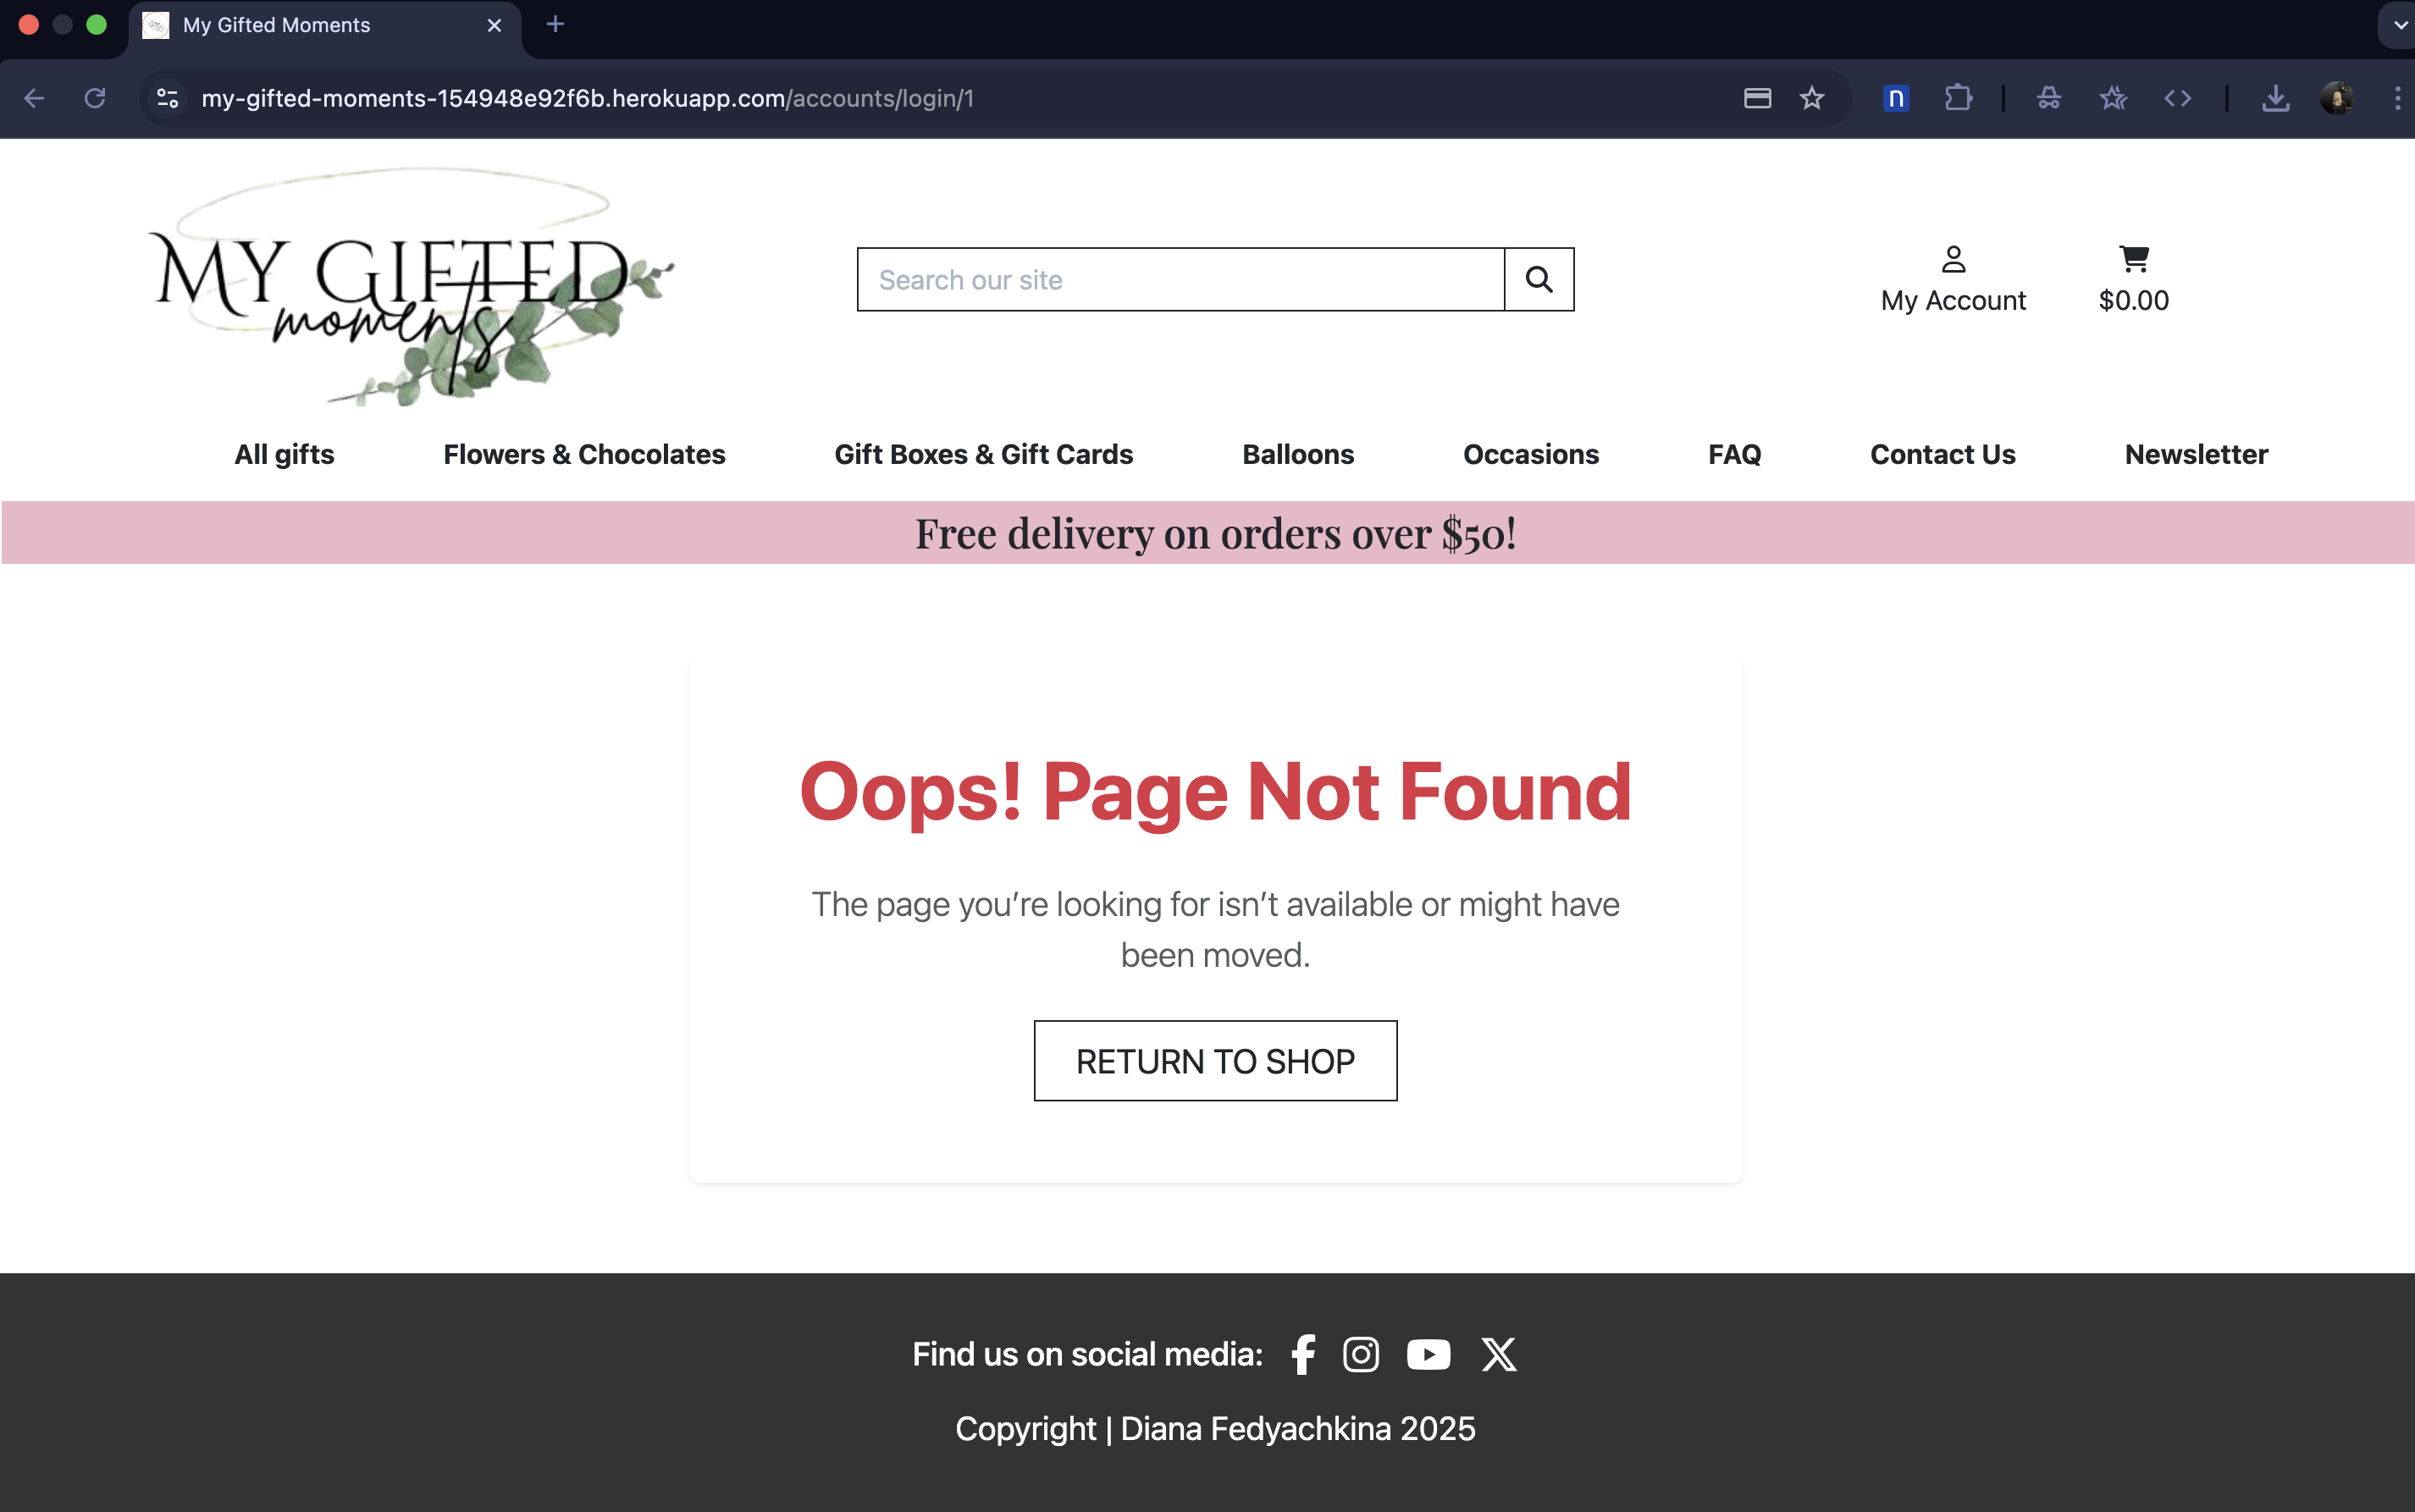 My Gifted Moments
my-gifted-moments-154948e92f6b.herokuapp.com/accounts/login/1
n
MY GIFTED
moments
Search our site
My Account
$0.00
All gifts
Flowers & Chocolates
Gift Boxes & Gift Cards
Balloons
Occasions
FAQ
Contact Us
Newsletter
Free delivery on orders over $50!
Oops! Page Not Found
The page you’re looking for isn’t available or might have
been moved.
RETURN TO SHOP
Find us on social media:
Copyright | Diana Fedyachkina 2025